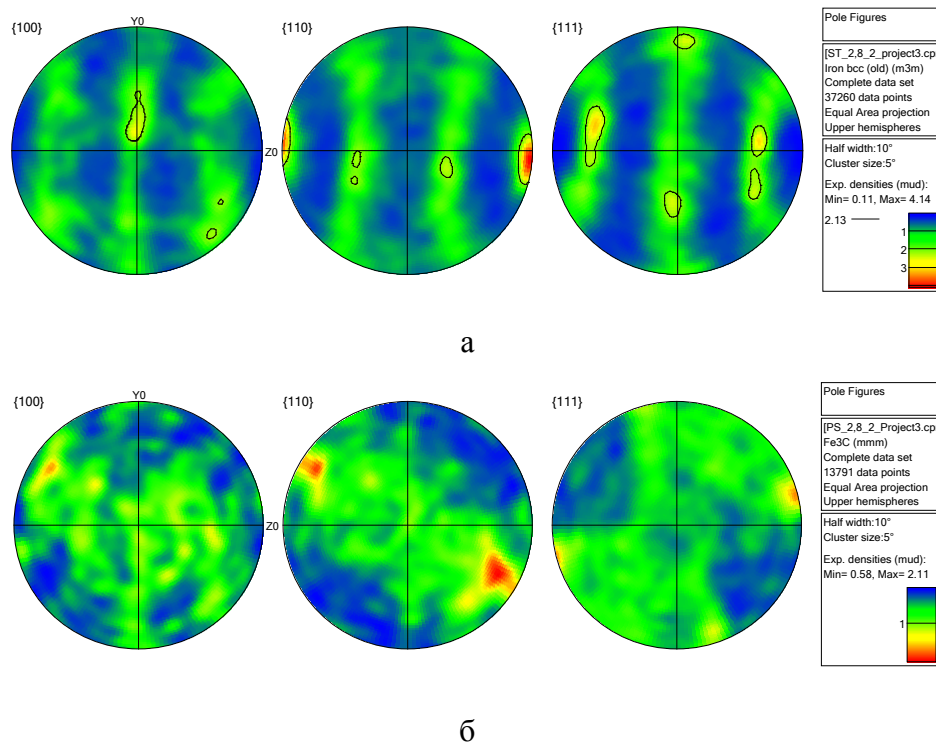 {100}
Y0
{110}
{111}
Z0
Pole Figures
[ST_2,8_2_project3.cp
Iron bcc (old) (m3m)
Complete data set
37260 data points
Equal Area projection
Upper hemispheres
Half width:10°
Cluster size:5°
Exp. densities (mud):
Min= 0.11, Max= 4.14
2.13
1
2
3
а
{100}
Y0
{110}
{111}
Z0
Pole Figures
[PS_2,8_2_Project3.cp
Fe3C (mmm)
Complete data set
13791 data points
Equal Area projection
Upper hemispheres
Half width:10°
Cluster size:5°
Exp. densities (mud):
Min= 0.58, Max= 2.11
1
б